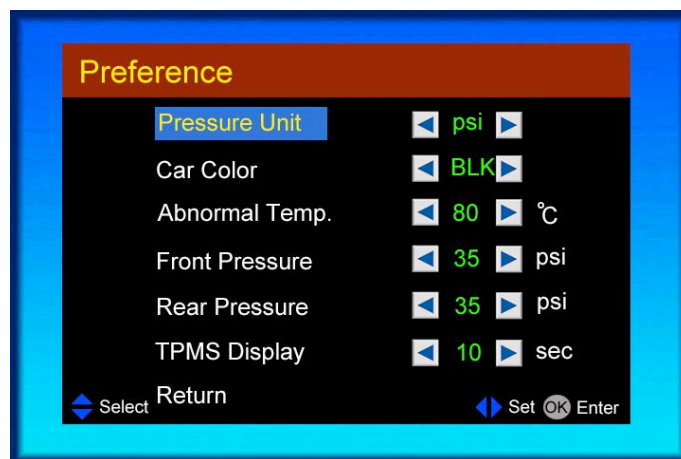 Preference
Pressure Unit psi
Car Color BLK
Abnormal Temp. 80 ℃
Front Pressure 35 psi
Rear Pressure 35 psi
TPMS Display 10 sec
Return
Select Set OK Enter